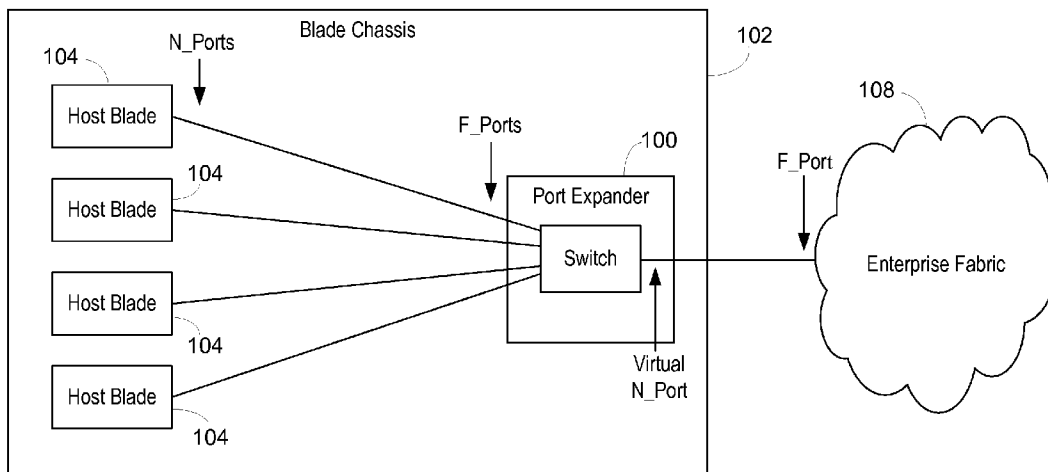 Blade Chassis
104
N_Ports
102
Host Blade
F_Ports
108
100
F_Port
104
Port Expander
Host Blade
Switch
Enterprise Fabric
Host Blade
104
Virtual
N_Port
Host Blade
104